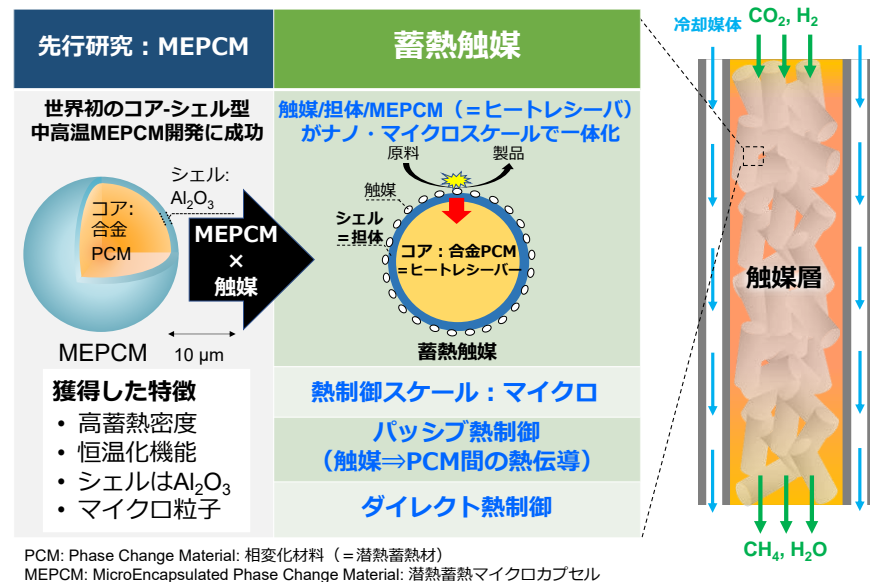 先行研究：MEPCM
蓄熱触媒
世界初のコア-シェル型
中高温MEPCM開発に成功
シェル:
Al₂O₃
コア:
合金
PCM
MEPCM
×
触媒
MEPCM
10 μm
獲得した特徴
• 高蓄熱密度
• 恒温化機能
• シェルはAl₂O₃
• マイクロ粒子
触媒/担体/MEPCM（＝ヒートレシーバ）
がナノ・マイクロスケールで一体化
原料
製品
触媒
シェル
＝担体
コア：合金PCM
＝ヒートレシーバー
蓄熱触媒
熱制御スケール：マイクロ
パッシブ熱制御
（触媒⇒PCM間の熱伝導）
ダイレクト熱制御
冷却媒体
CO₂, H₂
触媒層
CH₄, H₂O
PCM: Phase Change Material: 相変化材料（＝潜熱蓄熱材）
MEPCM: MicroEncapsulated Phase Change Material: 潜熱蓄熱マイクロカプセル